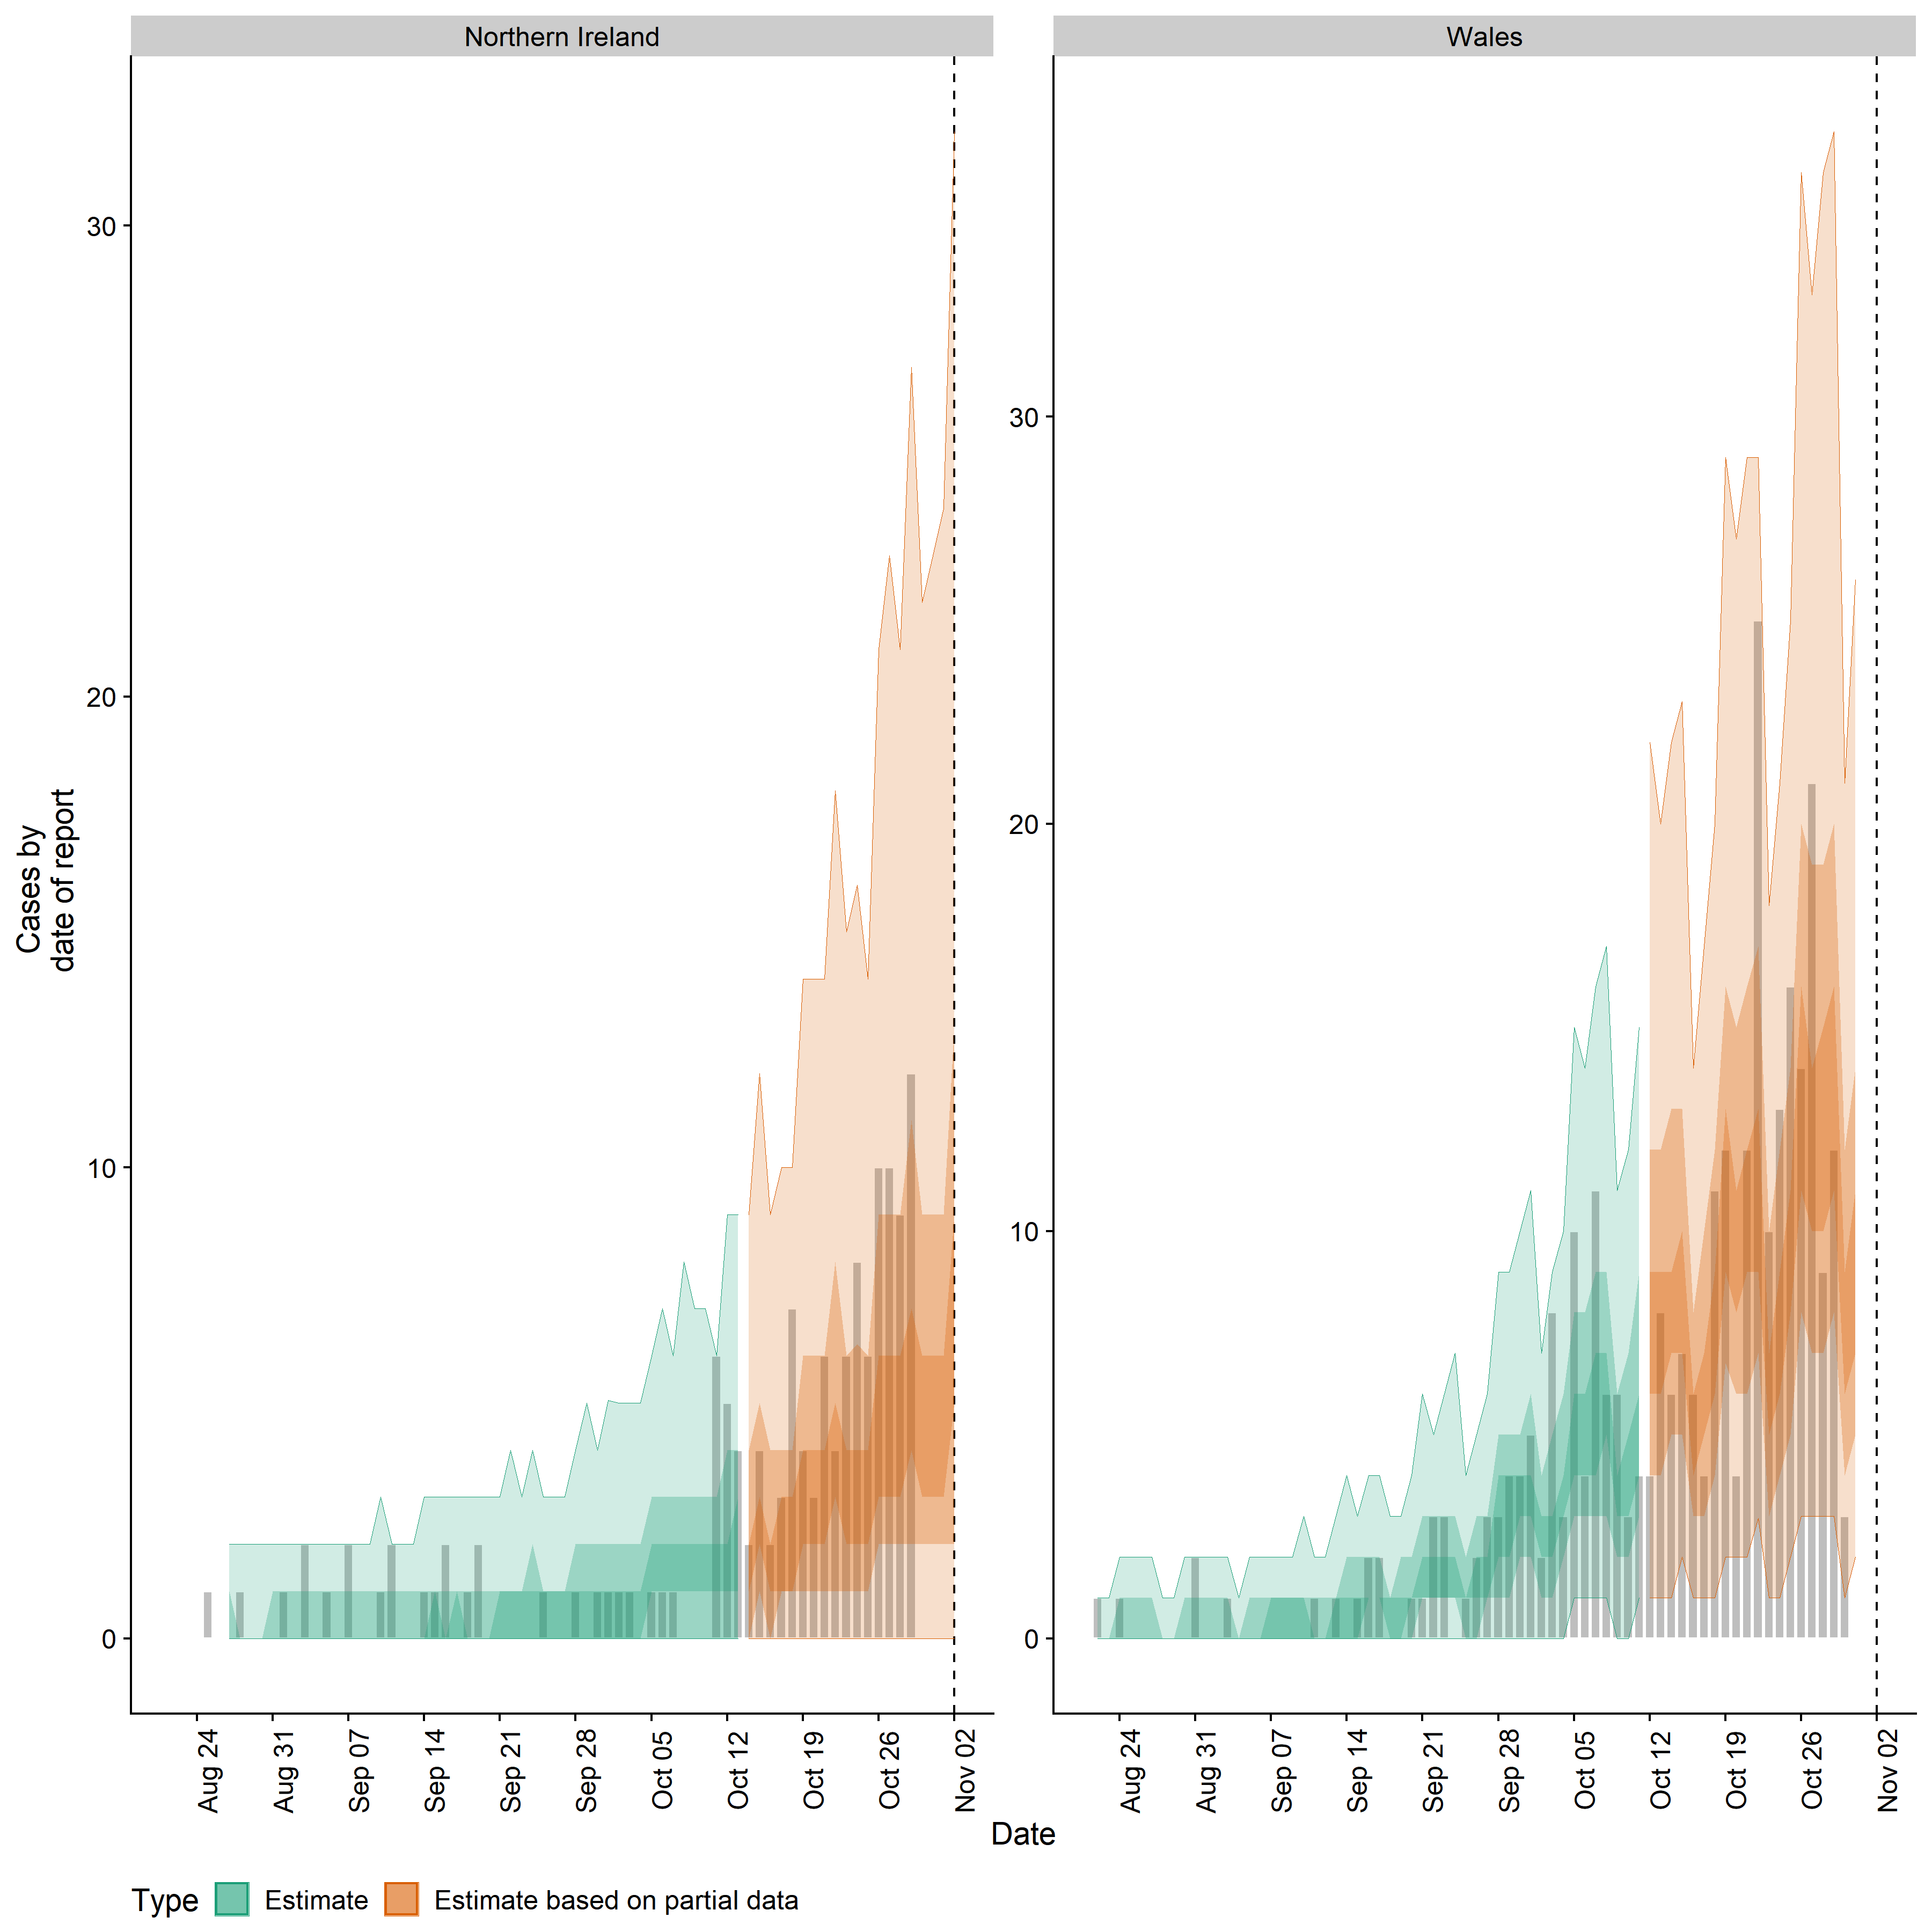 Northern Ireland
Wales
Cases by
date of report
30
20
10
0
30
20
10
0
Aug 24
Aug 31
Sep 07
Sep 14
Sep 21
Sep 28
Oct 05
Oct 12
Oct 19
Oct 26
Nov 02
Aug 24
Aug 31
Sep 07
Sep 14
Sep 21
Sep 28
Oct 05
Oct 12
Oct 19
Oct 26
Nov 02
Date
Type Estimate Estimate based on partial data